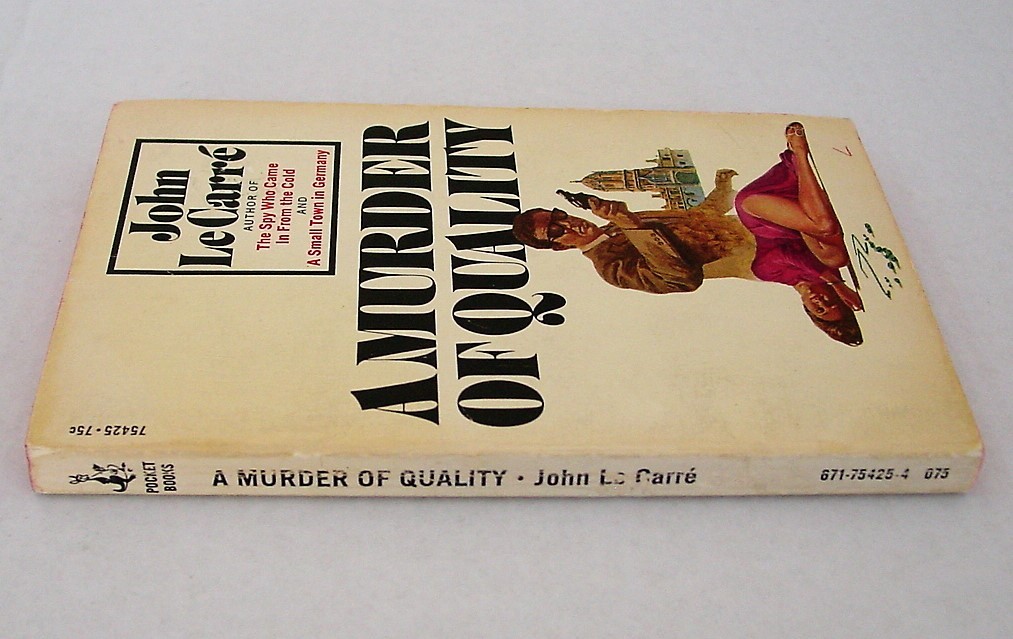 John
Le Carré
AUTHOR OF
The Spy Who Came
In From the Cold
AND
A Small Town in Germany
A MURDER
OF QUALITY
75425·75c
POCKET
BOOKS
A MURDER OF QUALITY · John Le Carré
671-75425-4 075